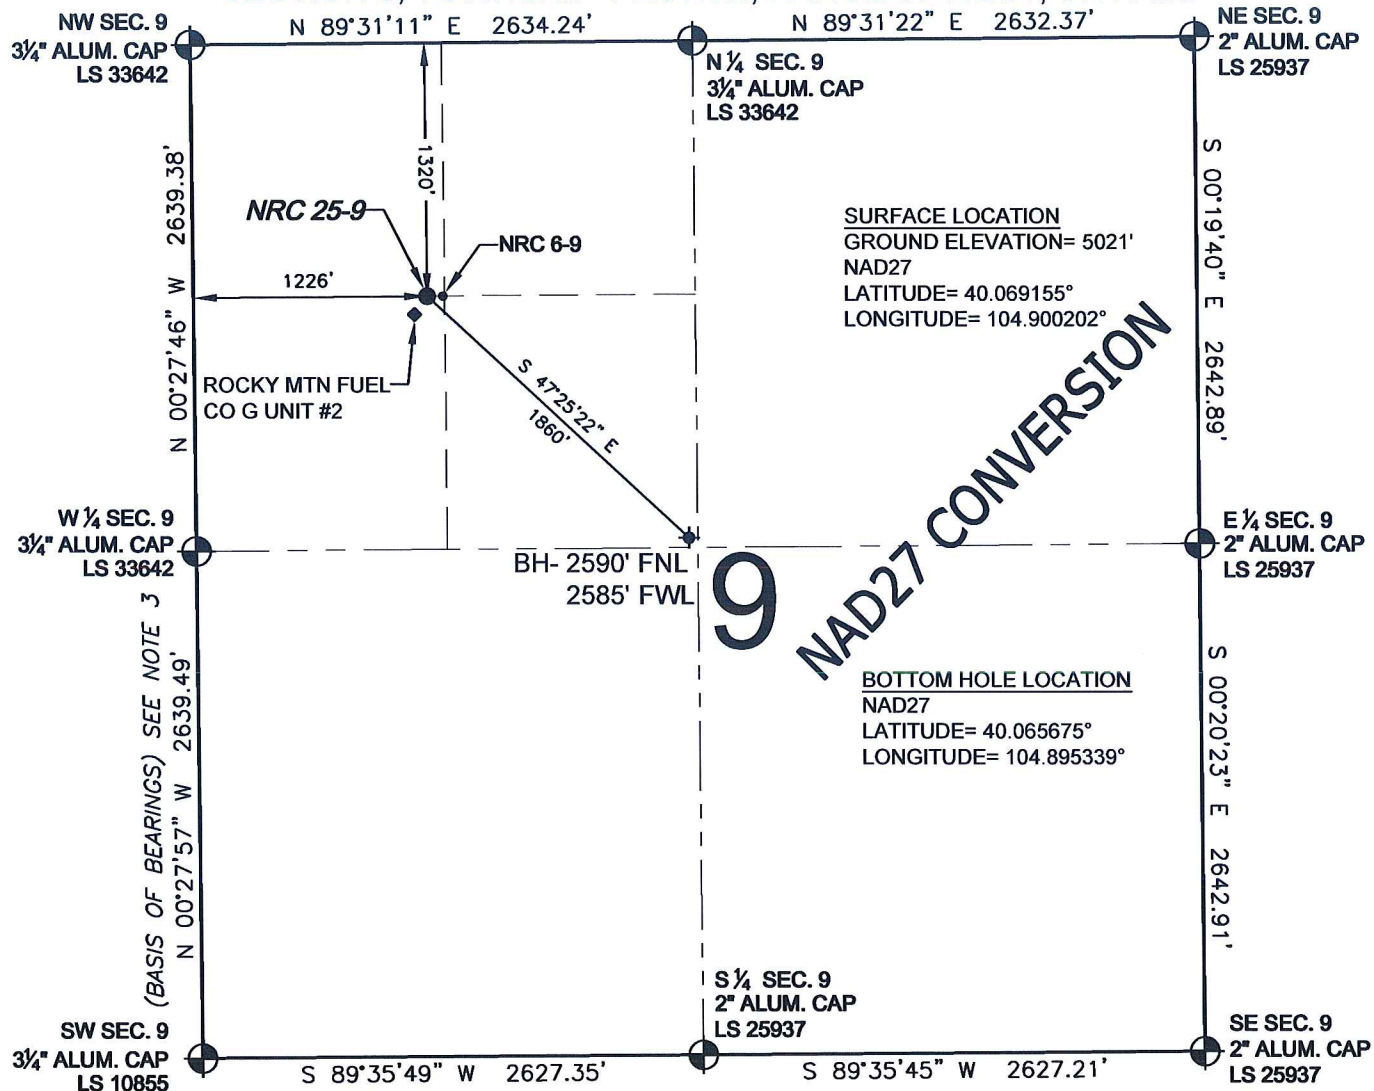 N 89°31'11" E 2634.24'
N 89°31'22" E 2632.37'
NW SEC. 9
3¼" ALUM. CAP
LS 33642
N ¼ SEC. 9
3¼" ALUM. CAP
LS 33642
NE SEC. 9
2" ALUM. CAP
LS 25937
N 00°27'46" W 2639.38'
1320'
NRC 25-9
NRC 6-9
1226'
ROCKY MTN FUEL
CO G UNIT #2
S 47°25'22" E
1860'
SURFACE LOCATION
GROUND ELEVATION= 5021'
NAD27
LATITUDE= 40.069155°
LONGITUDE= 104.900202°
S 00°19'40" E 2642.89'
NAD27 CONVERSION
W ¼ SEC. 9
3¼" ALUM. CAP
LS 33642
BH- 2590' FNL
2585' FWL
9
E ¼ SEC. 9
2" ALUM. CAP
LS 25937
(BASIS OF BEARINGS) SEE NOTE 3
N 00°27'57" W 2639.49'
BOTTOM HOLE LOCATION
NAD27
LATITUDE= 40.065675°
LONGITUDE= 104.895339°
S 00°20'23" E 2642.91'
SW SEC. 9
3¼" ALUM. CAP
LS 10855
S ¼ SEC. 9
2" ALUM. CAP
LS 25937
SE SEC. 9
2" ALUM. CAP
LS 25937
S 89°35'49" W 2627.35'
S 89°35'45" W 2627.21'